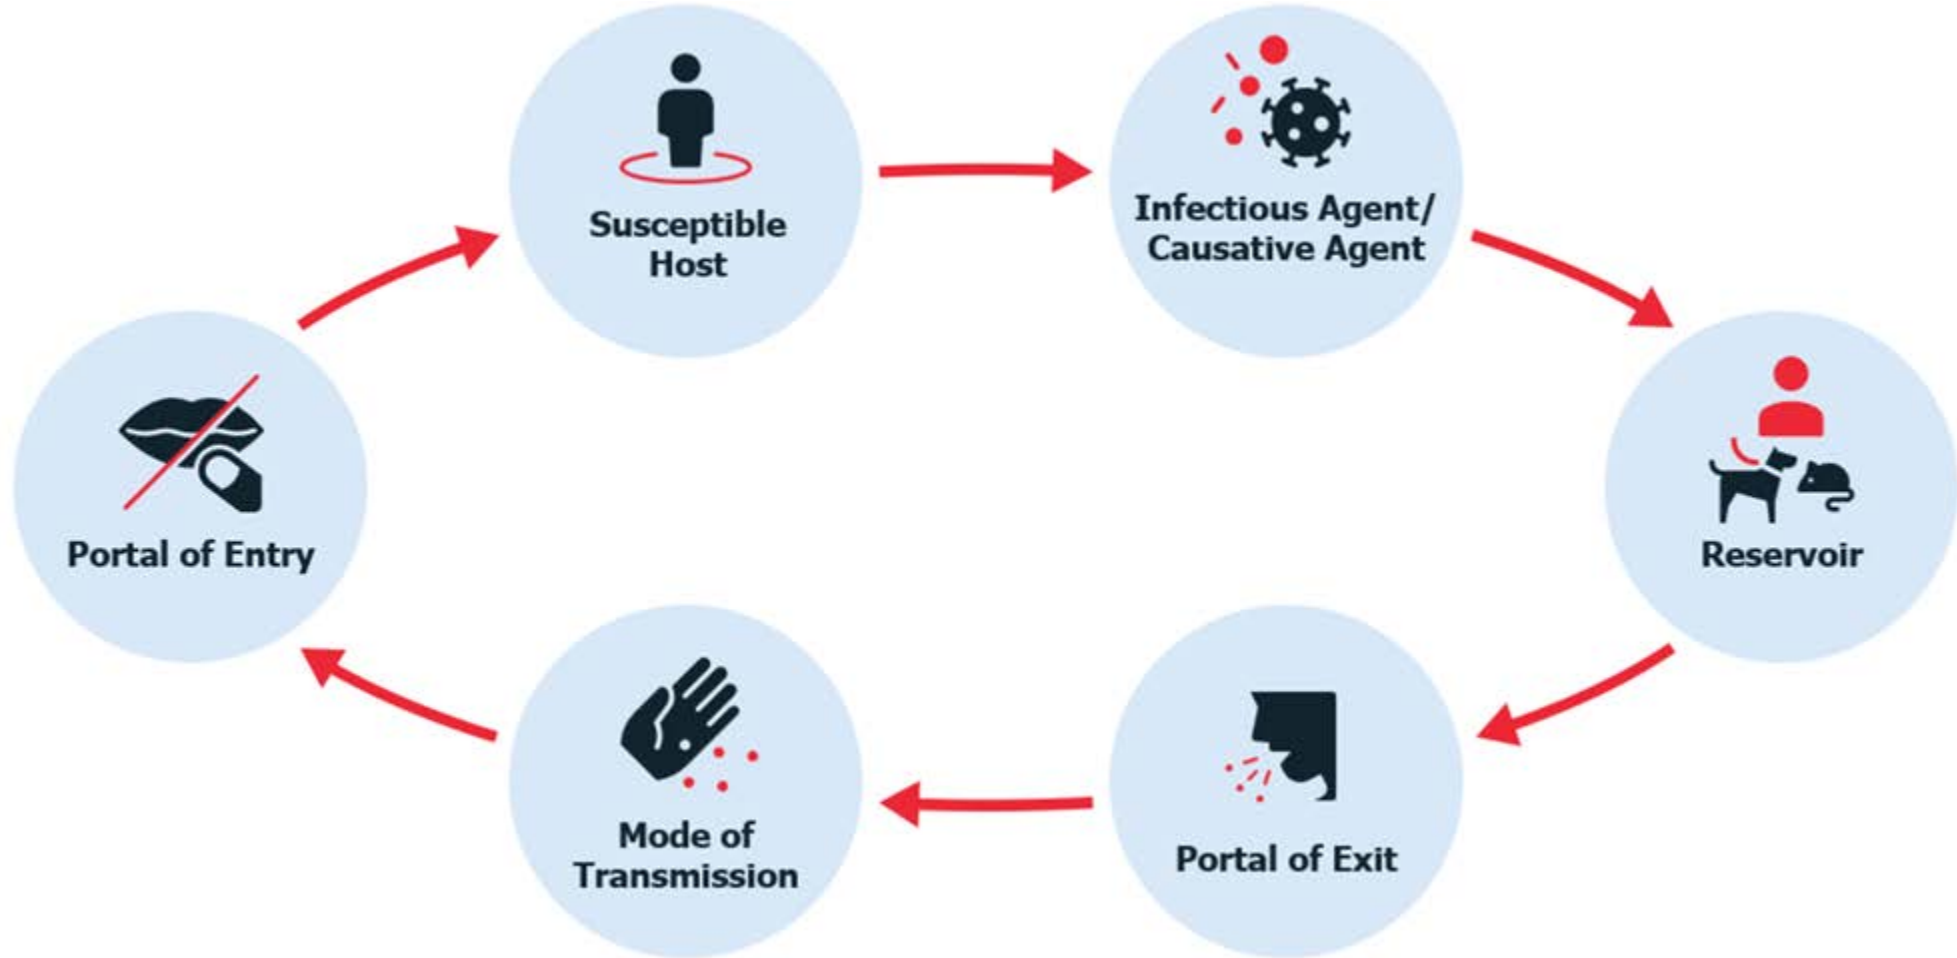 Susceptible
Host
Infectious Agent/
Causative Agent
Reservoir
Portal of Exit
Mode of
Transmission
Portal of Entry